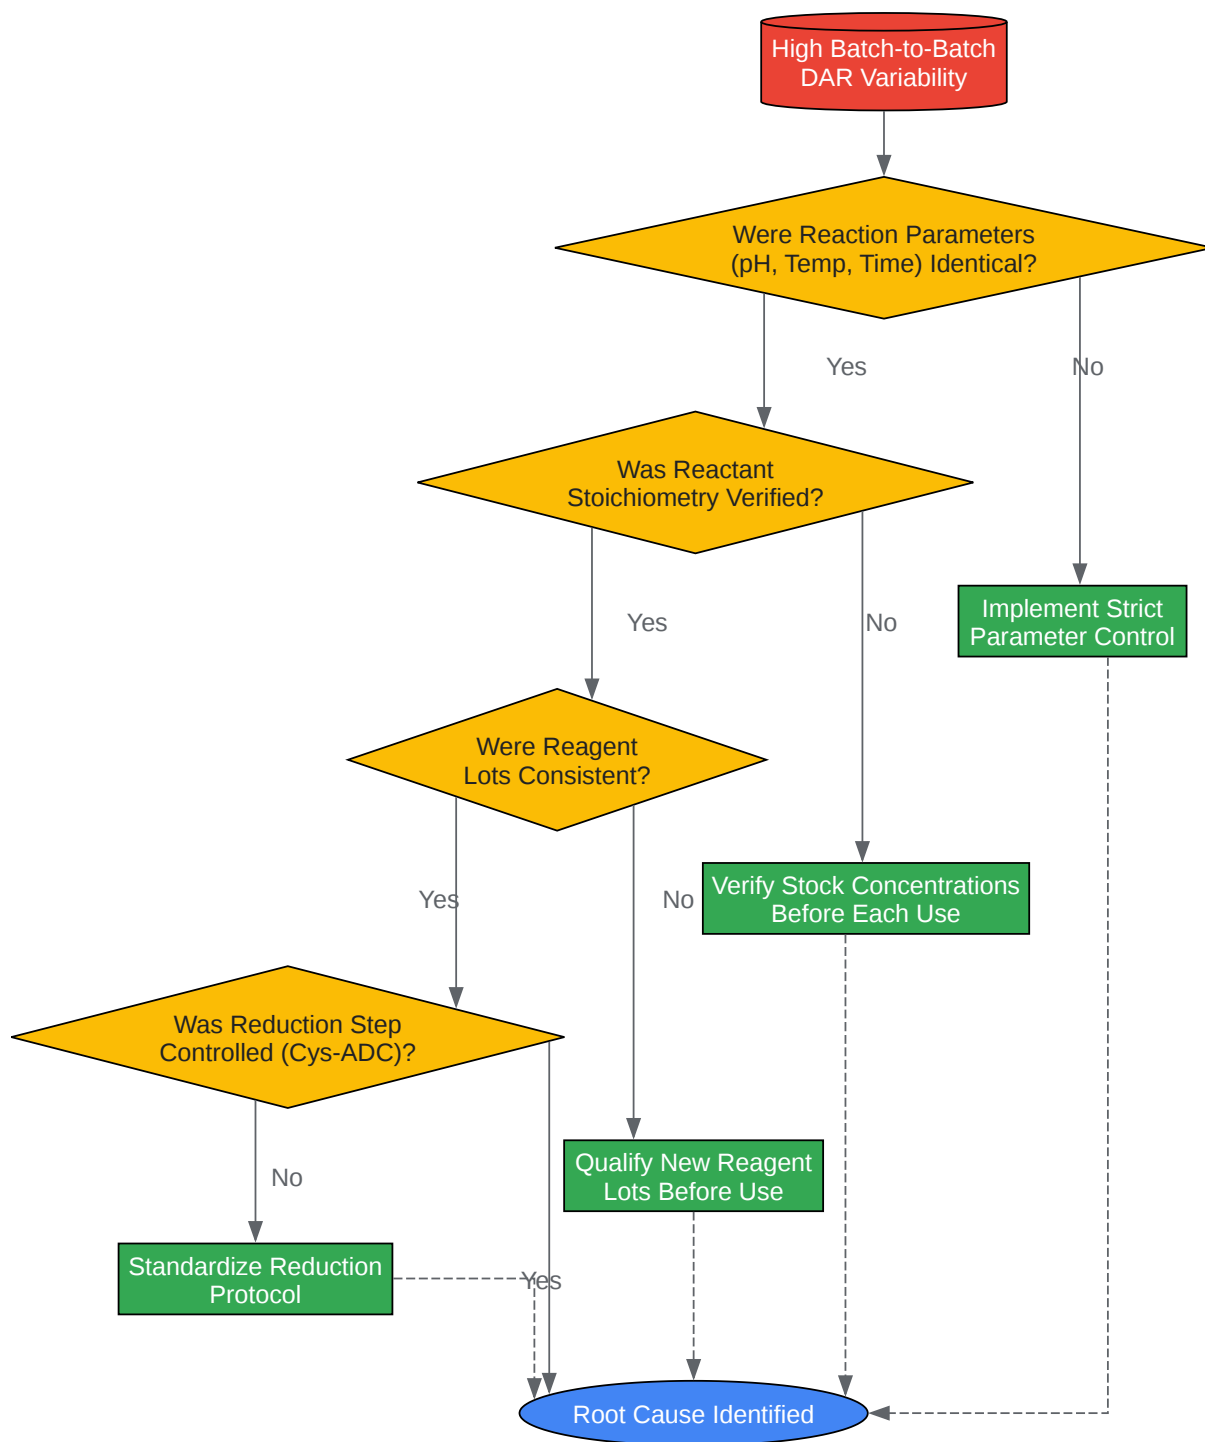 High Batch-to-Batch
DAR Variability
Were Reaction Parameters
(pH, Temp, Time) Identical?
Yes
No
Was Reactant
Stoichiometry Verified?
Implement Strict
Parameter Control
Yes
No
Were Reagent
Lots Consistent?
Verify Stock Concentrations
Before Each Use
Yes
No
Was Reduction Step
Controlled (Cys-ADC)?
Qualify New Reagent
Lots Before Use
No
Standardize Reduction
Protocol
Yes
Root Cause Identified